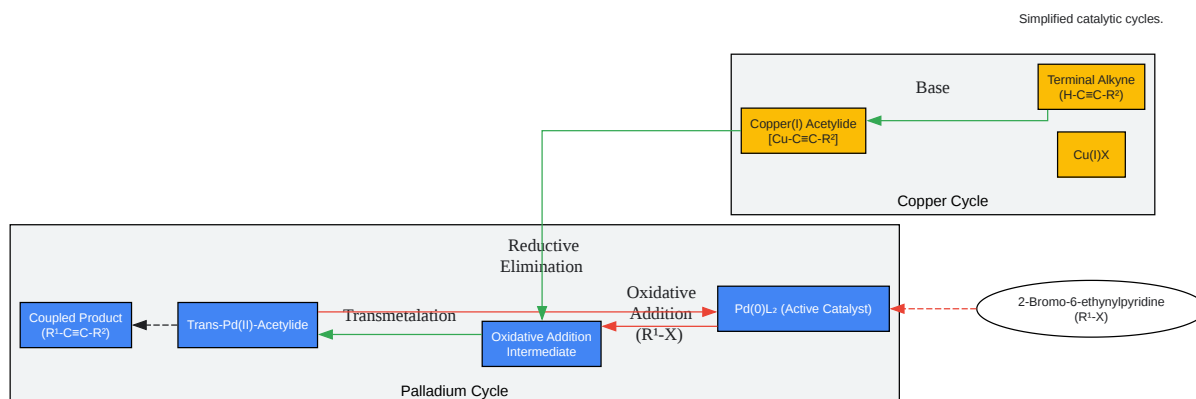 Simplified catalytic cycles.
Terminal Alkyne
(H-C≡C-R²)
Base
Copper(I) Acetylide
[Cu-C≡C-R²]
Cu(I)X
Copper Cycle
Reductive
Elimination
Oxidative
Addition
(R¹-X)
2-Bromo-6-ethynylpyridine
(R¹-X)
Pd(0)L₂ (Active Catalyst)
Coupled Product
(R¹-C≡C-R²)
Trans-Pd(II)-Acetylide
Transmetalation
Oxidative Addition
Intermediate
Palladium Cycle